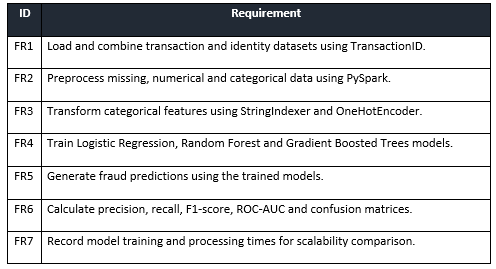 ID Requirement
FR1 Load and combine transaction and identity datasets using TransactionID.
FR2 Preprocess missing, numerical and categorical data using PySpark.
FR3 Transform categorical features using StringIndexer and OneHotEncoder.
FR4 Train Logistic Regression, Random Forest and Gradient Boosted Trees models.
FR5 Generate fraud predictions using the trained models.
FR6 Calculate precision, recall, F1-score, ROC-AUC and confusion matrices.
FR7 Record model training and processing times for scalability comparison.